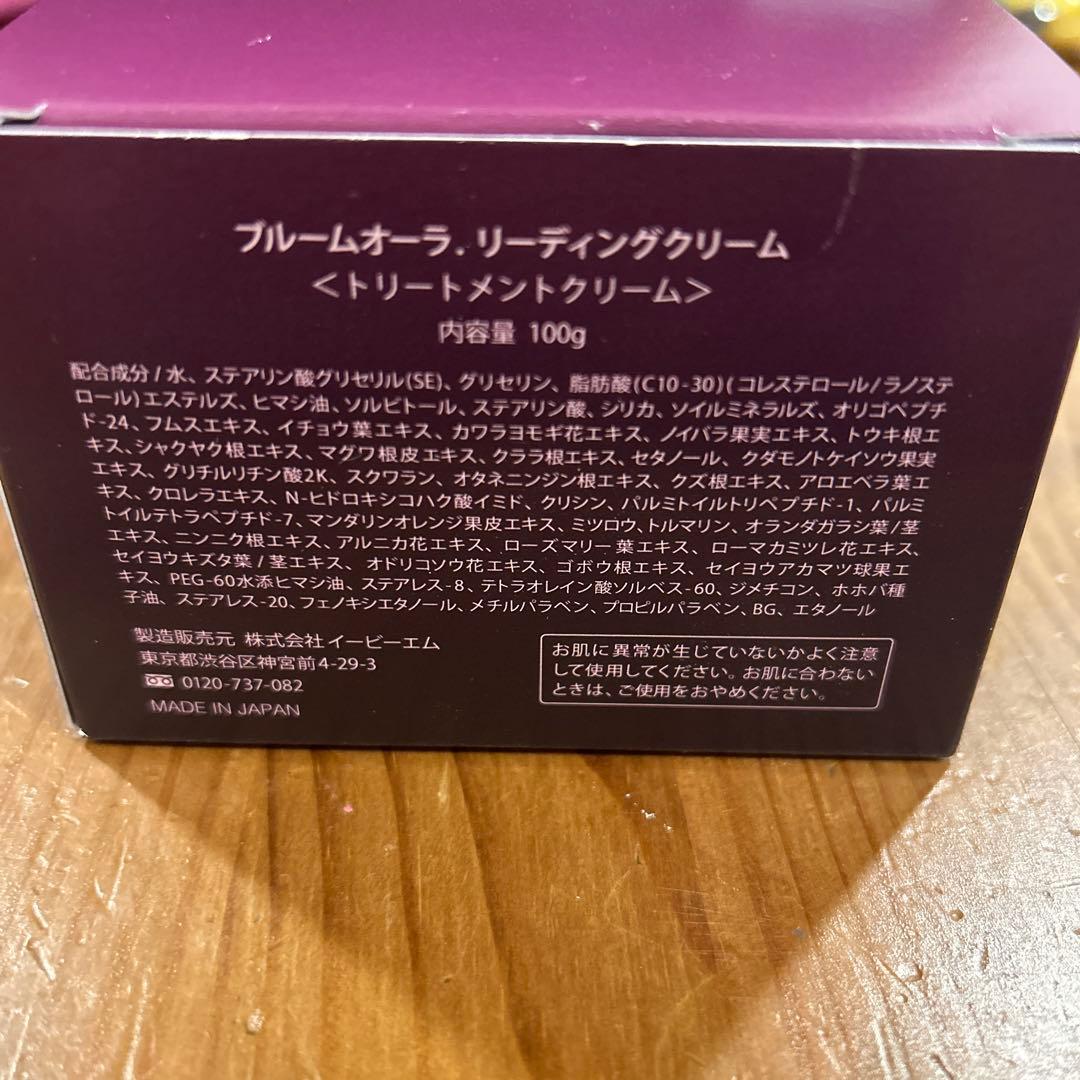 ブルームオーラ. リーディングクリーム
＜トリートメントクリーム＞
内容量 100g
配合成分 / 水、ステアリン酸グリセリル(SE)、グリセリン、脂肪酸(C10-30)(コレステロール/ラノステ
ロール)エステルズ、ヒマシ油、ソルビトール、ステアリン酸、シリカ、ソイルミネラルズ、オリゴペプチ
ド-24、フムスエキス、イチョウ葉エキス、カワラヨモギ花エキス、ノイバラ果実エキス、トウキ根エ
キス、シャクヤク根エキス、マグワ根皮エキス、クララ根エキス、セタノール、クダモノトケイソウ果実
エキス、グリチルリチン酸2K、スクワラン、オタネニンジン根エキス、クズ根エキス、アロエベラ葉エ
キス、クロレラエキス、N-ヒドロキシコハク酸イミド、クリシン、パルミトイルトリペプチド-1、パルミ
トイルテトラペプチド-7、マンダリンオレンジ果皮エキス、ミツロウ、トルマリン、オランダガラシ葉/茎
エキス、ニンニク根エキス、アルニカ花エキス、ローズマリー葉エキス、ローマカミツレ花エキス、
セイヨウキズタ葉/茎エキス、オドリコソウ花エキス、ゴボウ根エキス、セイヨウアカマツ球果エ
キス、PEG-60水添ヒマシ油、ステアレス-8、テトラオレイン酸ソルベス-60、ジメチコン、ホホバ種
子油、ステアレス-20、フェノキシエタノール、メチルパラベン、プロピルパラベン、BG、エタノール
製造販売元 株式会社イービーエム
東京都渋谷区神宮前4-29-3
0120-737-082
MADE IN JAPAN
お肌に異常が生じていないかよく注意
して使用してください。お肌に合わない
ときは、ご使用をおやめください。